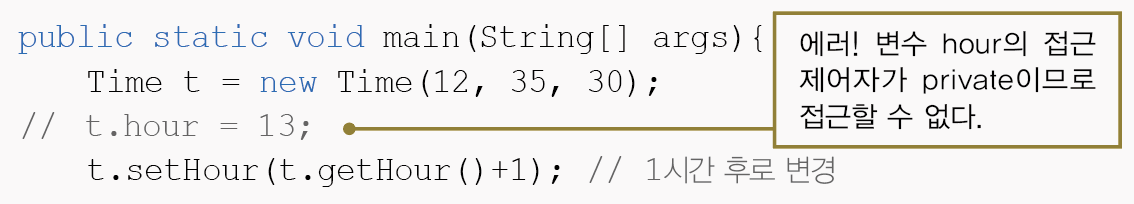 public static void main(String[] args){
Time t = new Time(12, 35, 30);
// t.hour = 13;
t.setHour(t.getHour()+1); // 1시간 후로 변경
에러! 변수 hour의 접근
제어자가 private이므로
접근할 수 없다.